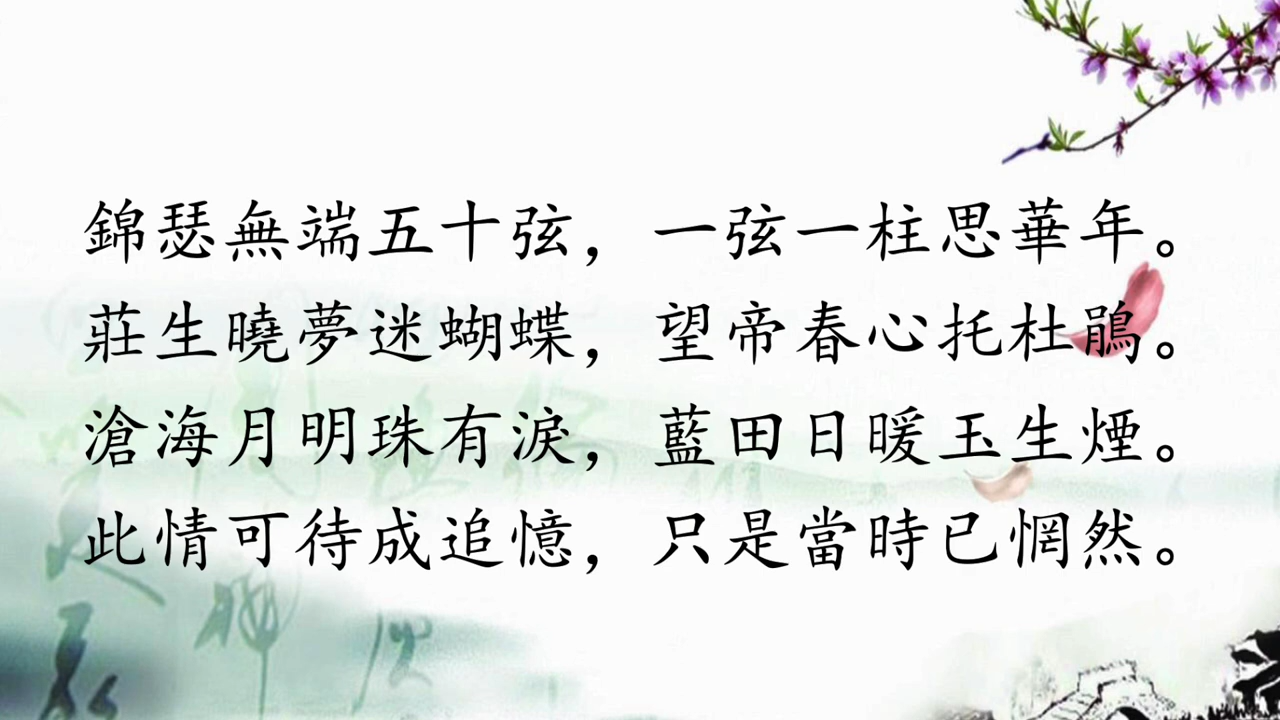 錦瑟無端五十弦，一弦一柱思華年。
莊生曉夢迷蝴蝶，望帝春心托杜鵑。
滄海月明珠有淚，藍田日暖玉生煙。
此情可待成追憶，只是當時已惘然。